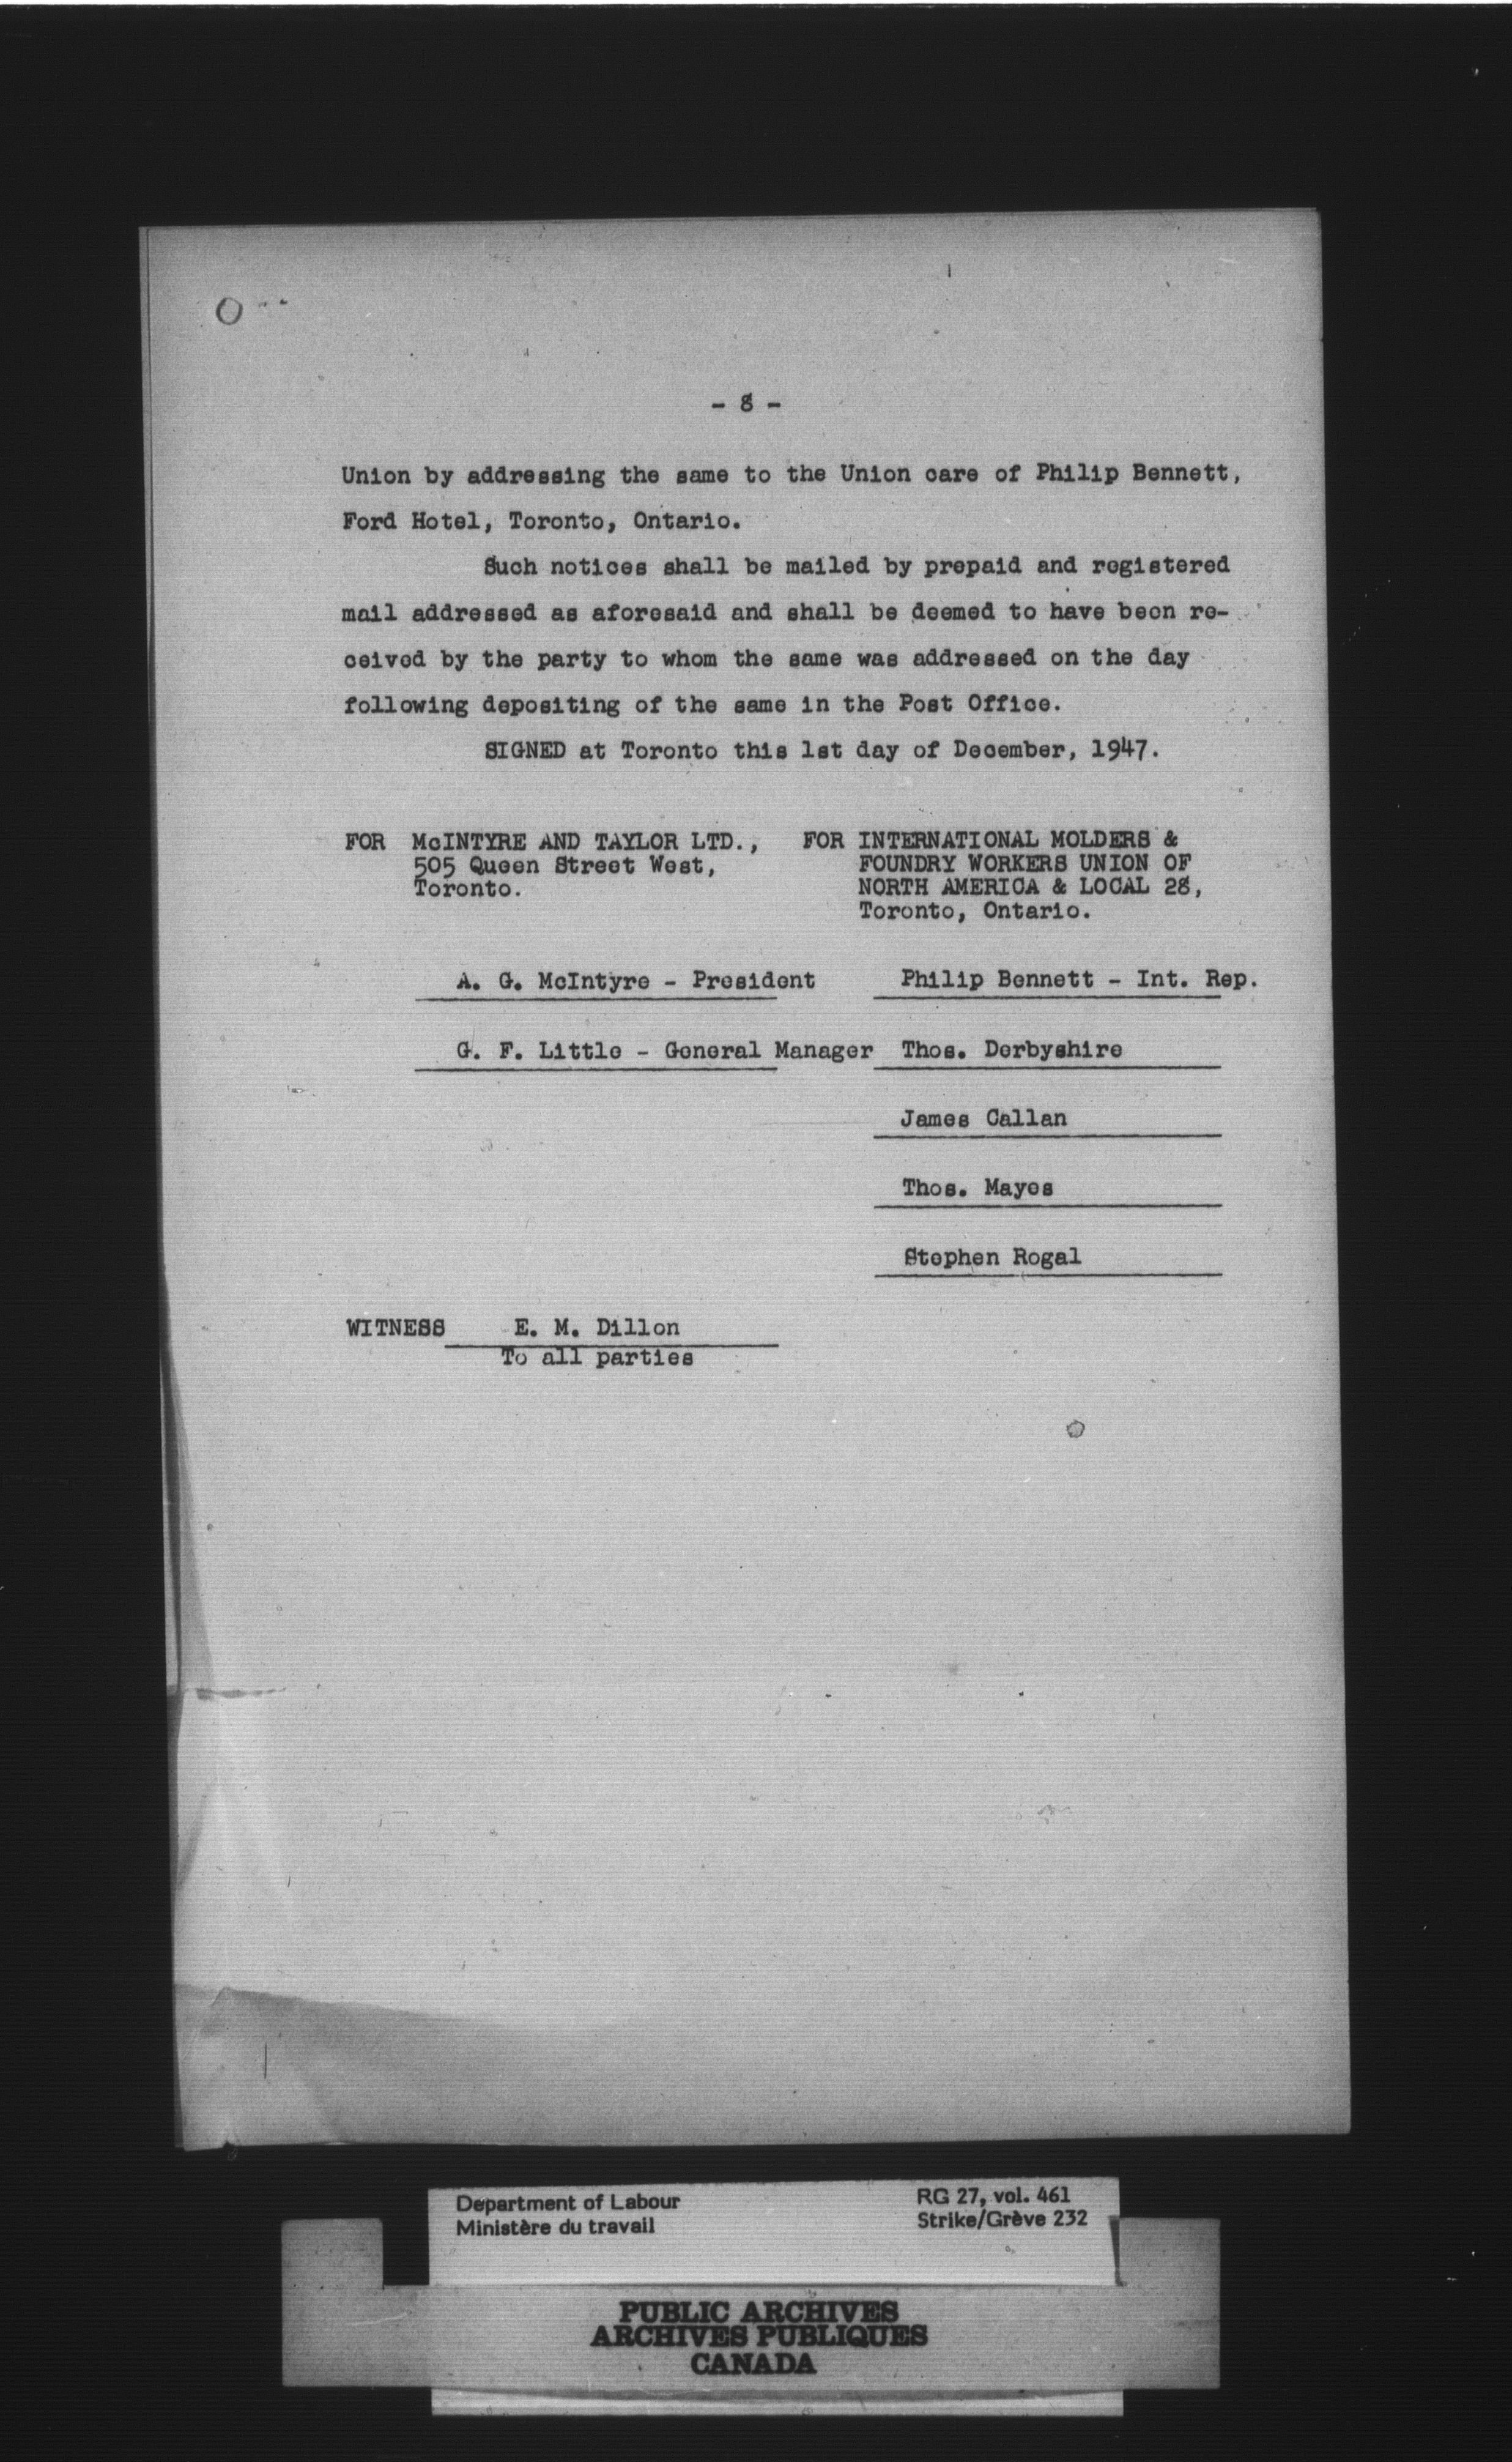 - 8 -
Union by addressing the same to the Union care of Philip Bennett,
Ford Hotel, Toronto, Ontario.
Such notices shall be mailed by prepaid and registered
mail addressed as aforesaid and shall be deemed to have been re-
ceived by the party to whom the same was addressed on the day
following depositing of the same in the Post Office.
SIGNED at Toronto this 1st day of December, 1947.
FOR McINTYRE AND TAYLOR LTD.,
505 Queen Street West,
Toronto.
FOR INTERNATIONAL MOLDERS &
FOUNDRY WORKERS UNION OF
NORTH AMERICA & LOCAL 28,
Toronto, Ontario.
A. G. McIntyre - President
G. F. Little - General Manager
Philip Bennett - Int. Rep.
Thos. Derbyshire
James Callan
Thos. Mayes
Stephen Rogal
WITNESS E. M. Dillon
To all parties
Department of Labour
Ministère du travail
RG 27, vol. 461
Strike/Grève 232
PUBLIC ARCHIVES
ARCHIVES PUBLIQUES
CANADA